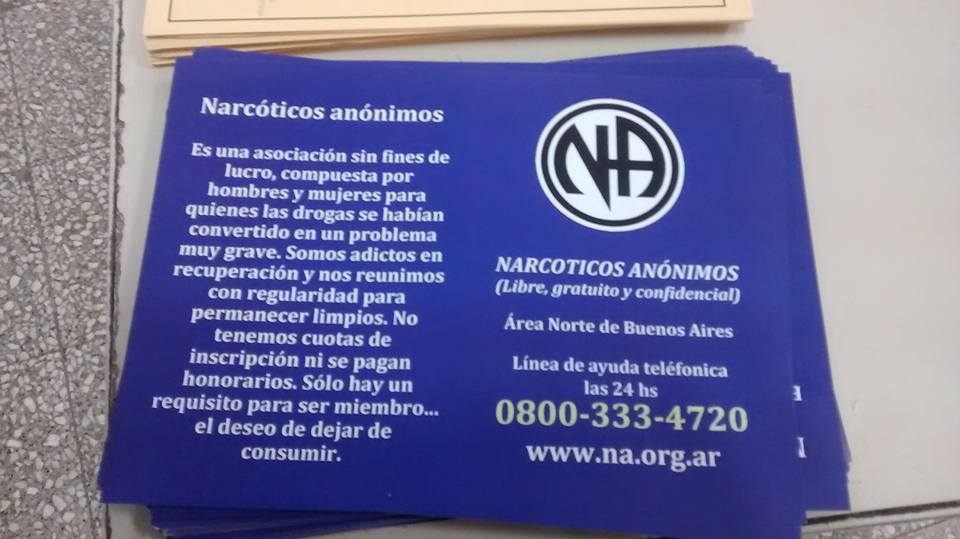 Narcóticos anónimos
Es una asociación sin fines de
lucro, compuesta por
hombres y mujeres para
quienes las drogas se habían
convertido en un problema
muy grave. Somos adictos en
recuperación y nos reunimos
con regularidad para
permanecer limpios. No
tenemos cuotas de
inscripción ni se pagan
honorarios. Sólo hay un
requisito para ser miembro...
el deseo de dejar de
consumir.
NA
NARCOTICOS ANÓNIMOS
(Libre, gratuito y confidencial)
Área Norte de Buenos Aires
Línea de ayuda teléfonica
las 24 hs
0800-333-4720
www.na.org.ar